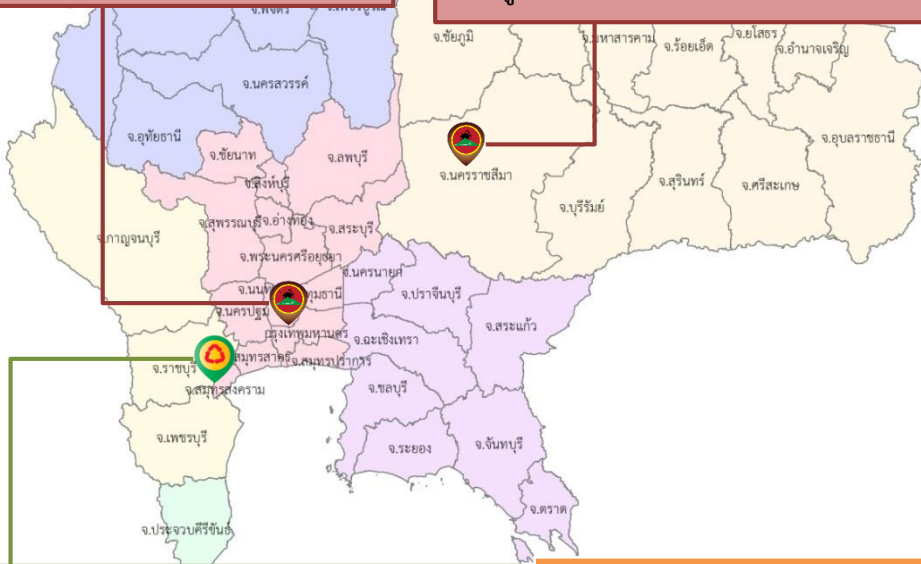 จ.ชัยภูมิ
จ.ร้อยเอ็ด
จ.ยโสธร
จ.อำนาจเจริญ
จ.นครสวรรค์
จ.อุทัยธานี
จ.ชัยนาท
จ.ลพบุรี
จ.อุบลราชธานี
จ.นครราชสีมา
จ.สิงห์บุรี
จ.สุรินทร์
จ.ศรีสะเกษ
จ.บุรีรัมย์
จ.สุพรรณบุรี
จ.อ่างทอง
จ.สระบุรี
จ.กาญจนบุรี
จ.พระนครศรีอยุธยา
จ.นครนายก
จ.ปราจีนบุรี
จ.นครปฐม
จ.สระแก้ว
กรุงเทพมหานคร
จ.ฉะเชิงเทรา
จ.ราชบุรี
สมุทรสาคร
จ.สมุทรปราการ
จ.สมุทรสงคราม
จ.ชลบุรี
จ.เพชรบุรี
จ.ระยอง
จ.จันทบุรี
จ.ตราด
จ.ประจวบคีรีขันธ์